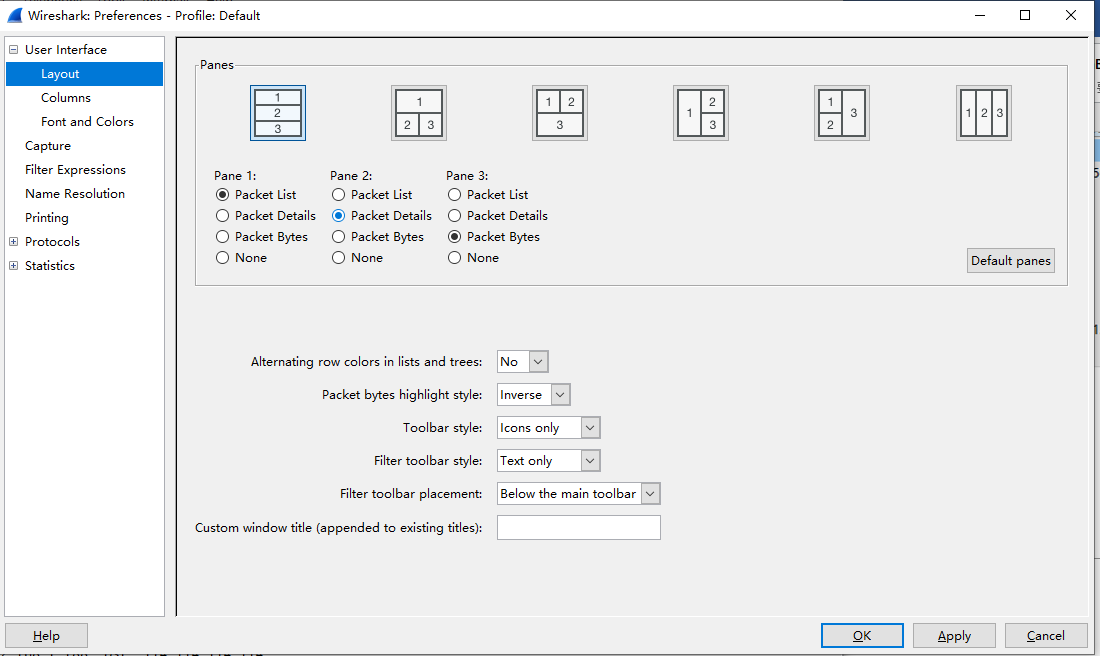 Wireshark: Preferences - Profile: Default
User Interface
Layout
Columns
Font and Colors
Capture
Filter Expressions
Name Resolution
Printing
Protocols
Statistics
Panes
1 2 3
1 2 3
1 2 3
1 2 3
1 2 3
1 2 3
Pane 1: Pane 2: Pane 3:
Packet List Packet List Packet List
Packet Details Packet Details Packet Details
Packet Bytes Packet Bytes Packet Bytes
None None None
Default panes
Alternating row colors in lists and trees: No
Packet bytes highlight style: Inverse
Toolbar style: Icons only
Filter toolbar style: Text only
Filter toolbar placement: Below the main toolbar
Custom window title (appended to existing titles):
Help OK Apply Cancel